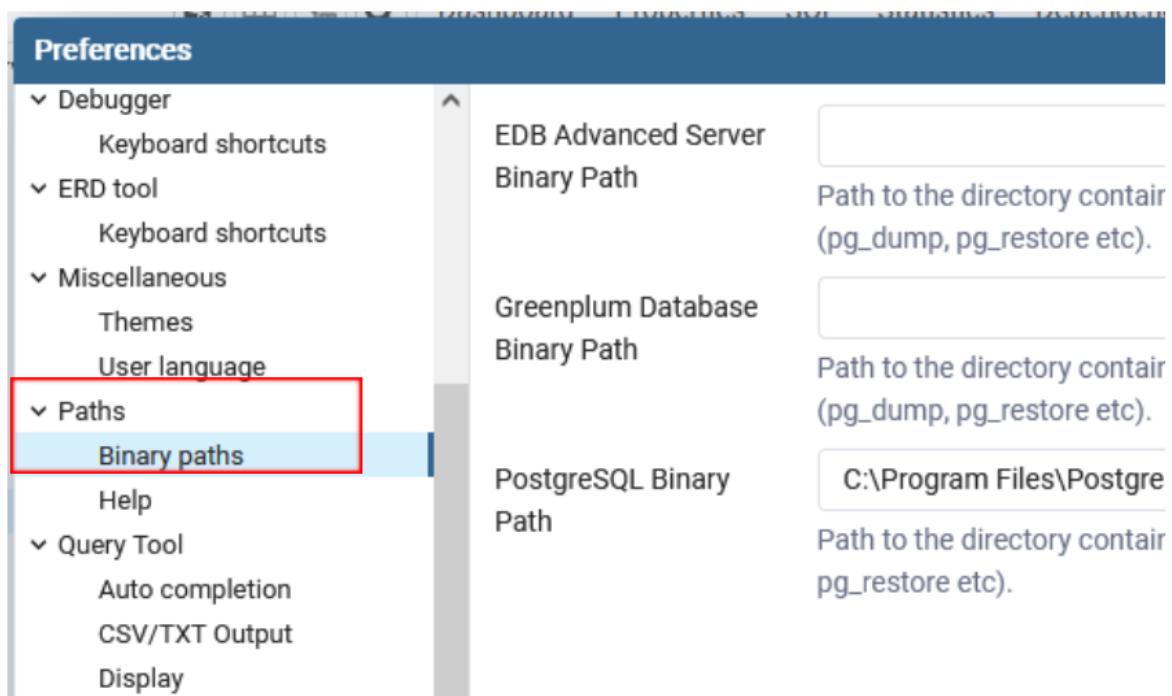 Preferences
Debugger
Keyboard shortcuts
ERD tool
Keyboard shortcuts
Miscellaneous
Themes
User language
Paths
Binary paths
Help
Query Tool
Auto completion
CSV/TXT Output
Display
EDB Advanced Server
Binary Path
Path to the directory
(pg_dump, pg_restore etc).
Greenplum Database
Binary Path
Path to the directory
(pg_dump, pg_restore etc).
PostgreSQL Binary
Path
C:\Program Files\Postgre
Path to the directory
pg_restore etc).